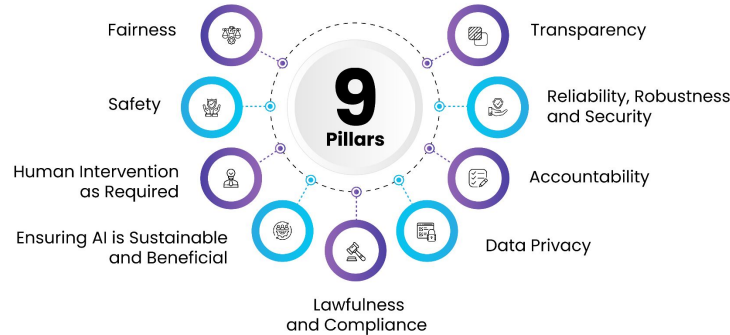 Fairness
Safety
Human Intervention
as Required
Ensuring AI is Sustainable
and Beneficial
9
Pillars
Lawfulness
and Compliance
Transparency
Reliability, Robustness
and Security
Accountability
Data Privacy